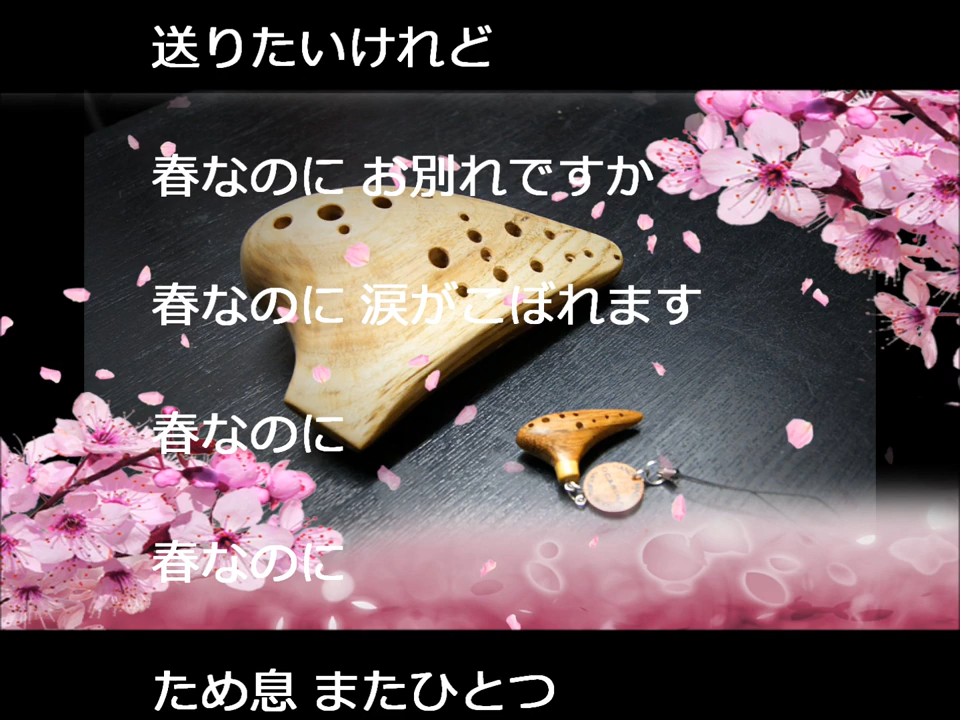 送りたいけれど
春なのに お別れですか
春なのに 涙がこぼれます
春なのに
春なのに
ため息 またひとつ